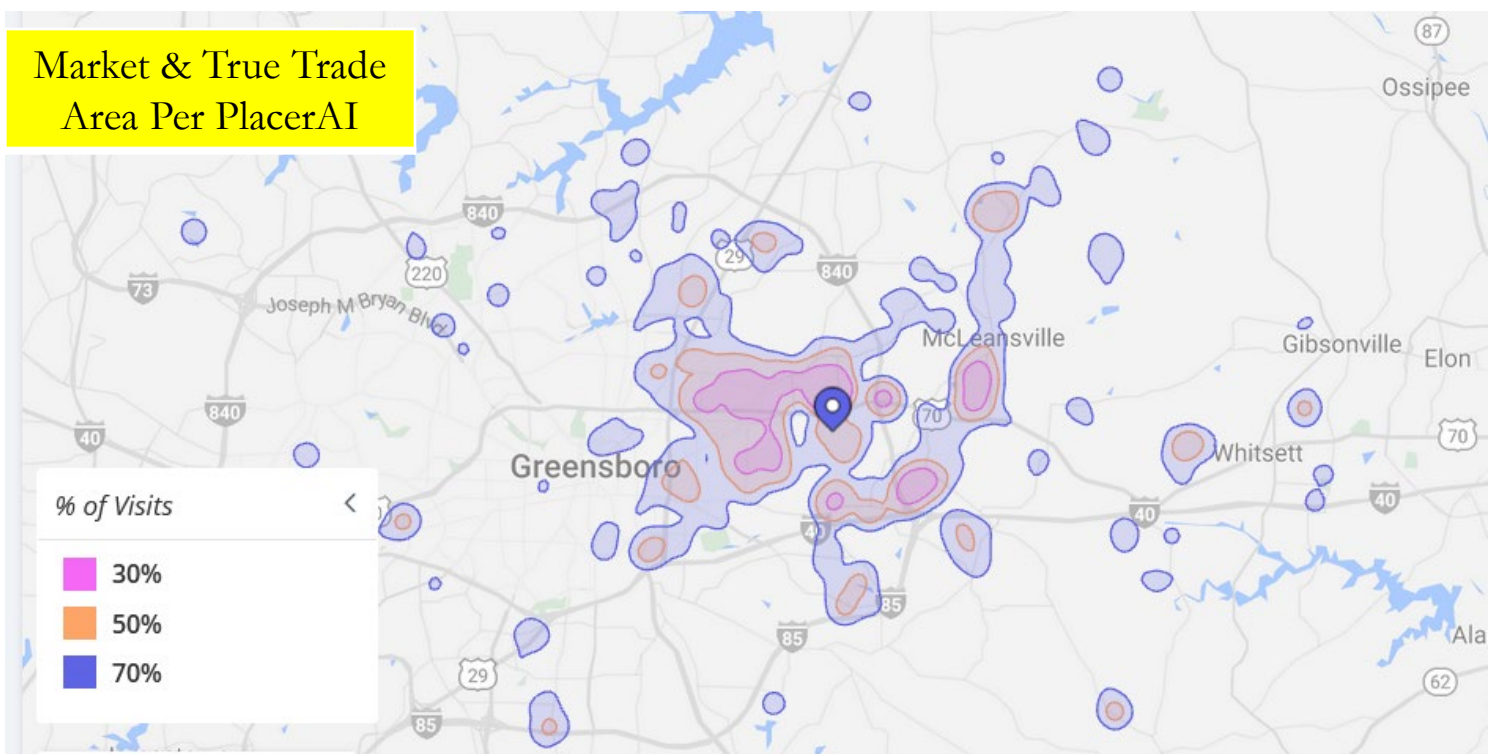 Market & True Trade
Area Per PlacerAI
87
Ossipee
840
29
840
220
73
Joseph M Bryan Blvd
McLeansville
Gibsonville
Elon
840
70
40
70
Greensboro
Whitsett
40
40
40
% of Visits
30%
50%
70%
85
85
29
Ala
62
85